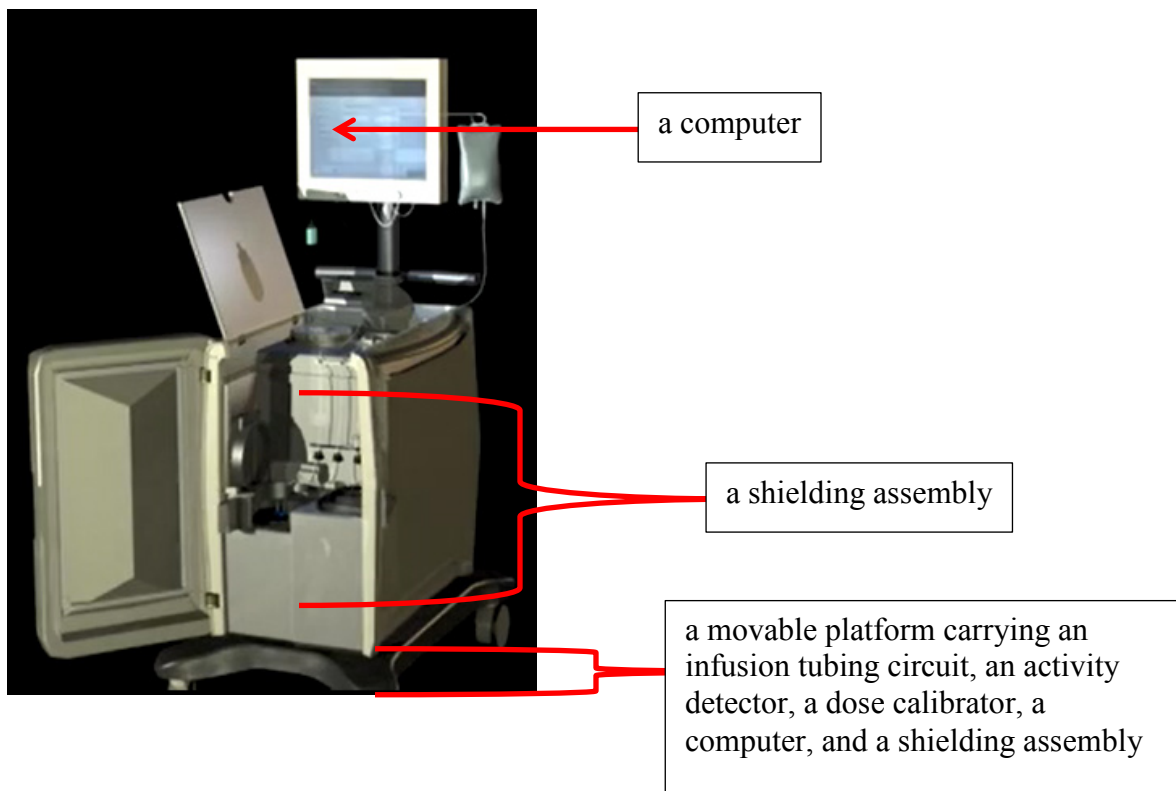 a computer
a shielding assembly
a movable platform carrying an
infusion tubing circuit, an activity
detector, a dose calibrator, a
computer, and a shielding assembly